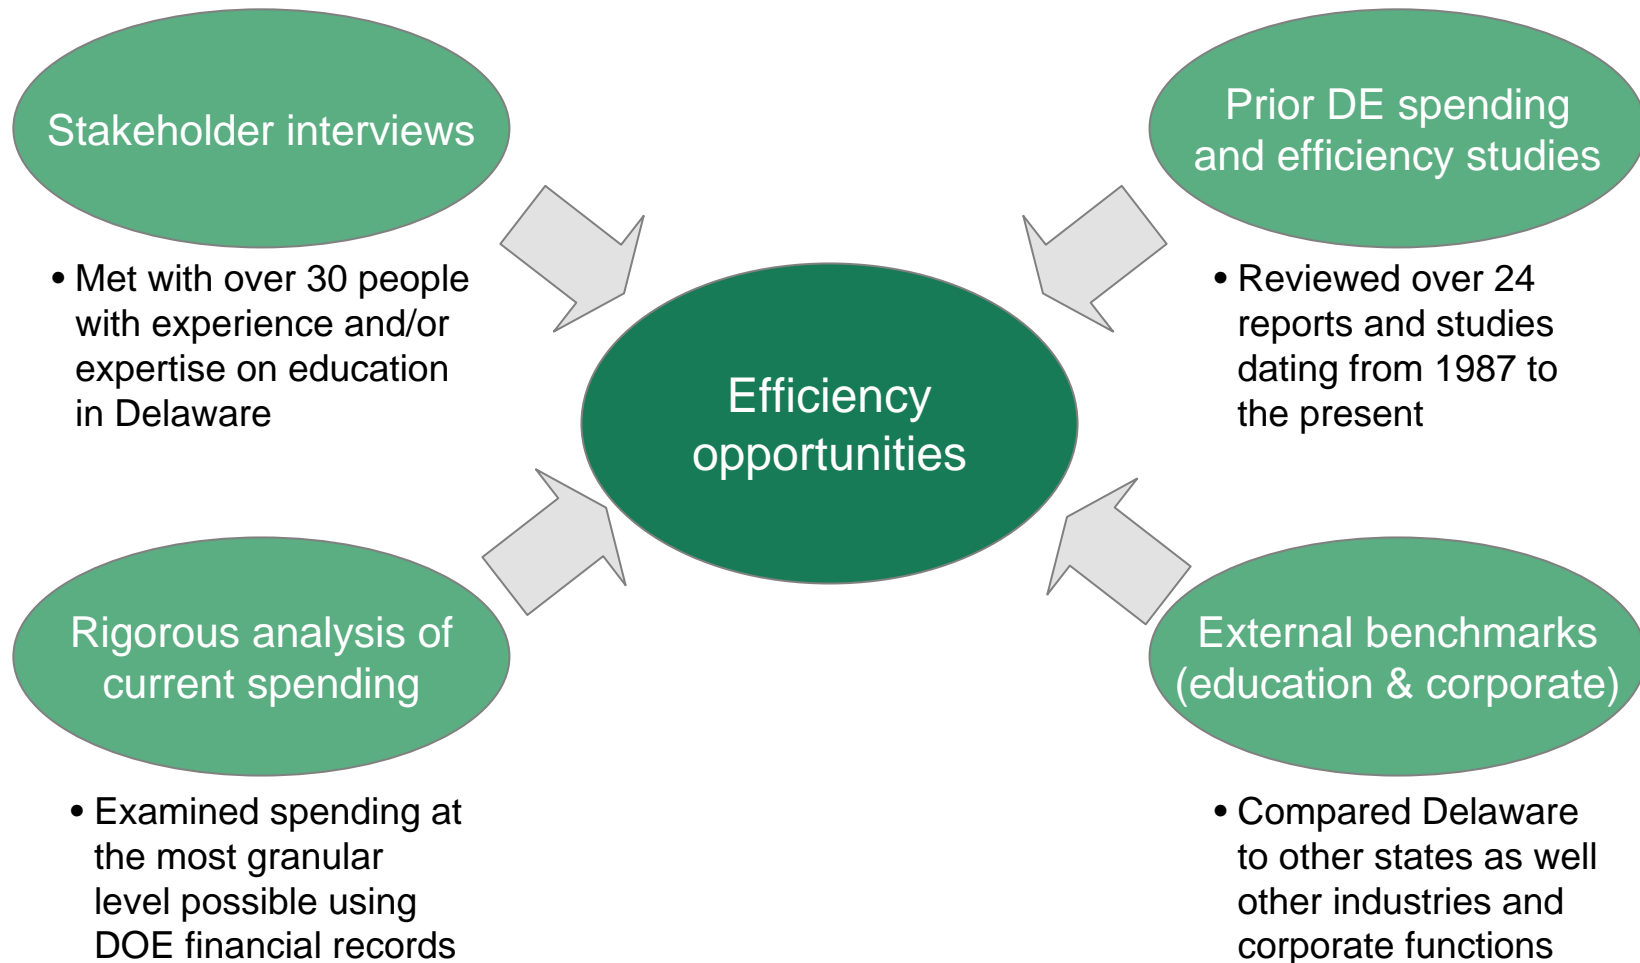 Stakeholder interviews
• Met with over 30 people
with experience and/or
expertise on education
in Delaware
Prior DE spending
and efficiency studies
• Reviewed over 24
reports and studies
dating from 1987 to
the present
Efficiency
opportunities
Rigorous analysis of
current spending
• Examined spending at
the most granular
level possible using
DOE financial records
External benchmarks
(education & corporate)
• Compared Delaware
to other states as well
other industries and
corporate functions